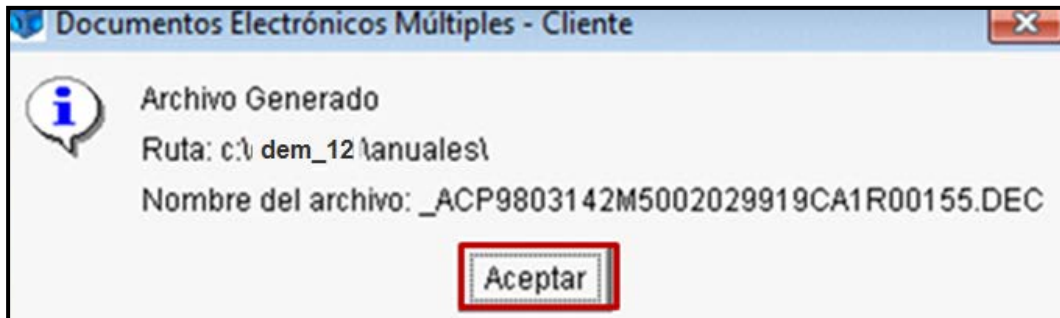 Documentos Electrónicos Múltiples - Cliente
Archivo Generado
Ruta: c:\dem_12\anuales\
Nombre del archivo: _ACP9803142M5002029919CA1R00155.DEC
Aceptar